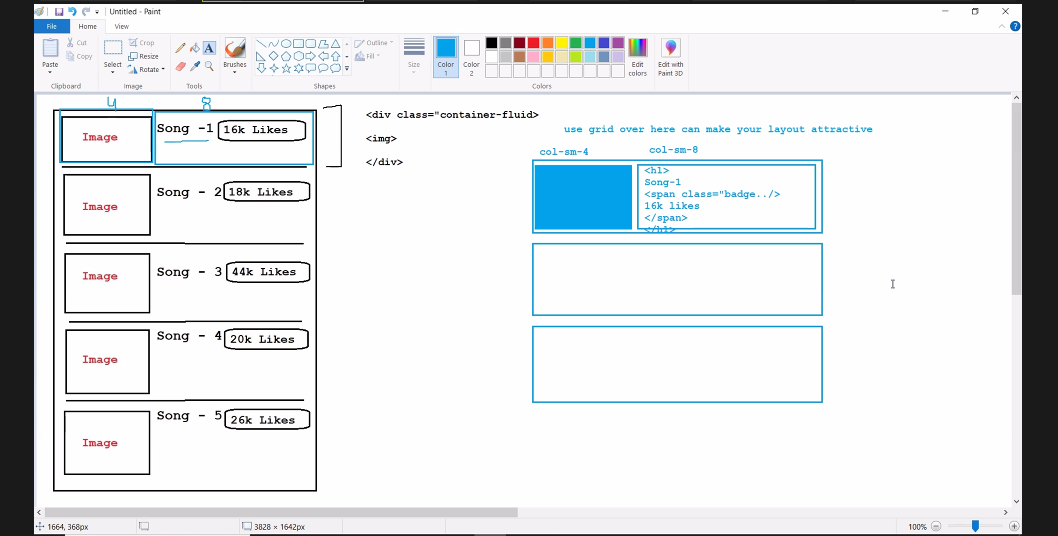 Untitled - Paint
File
Home
View
Paste
Cut
Copy
Clipboard
Select
Crop
Resize
Rotate
Image
Tools
Brushes
Outline
Fill
Shapes
Size
Color
1
Color
2
Edit
colors
Edit with
Paint 3D
Colors
4
8
Image
Song -1
16k Likes
Image
Song - 2
18k Likes
Image
Song - 3
44k Likes
Image
Song - 4
20k Likes
Image
Song - 5
26k Likes
<div class="container-fluid>
<img>
</div>
use grid over here can make your layout attractive
col-sm-4
col-sm-8
<h1>
Song-1
<span class="badge../>
16k likes
</span>
</h1>
1664, 368px
3828 × 1642px
100%